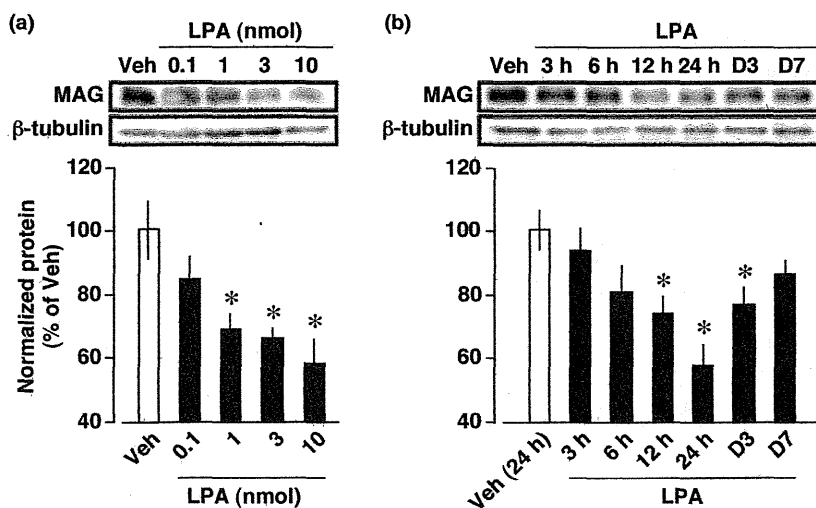 (a)
LPA (nmol)
Veh 0.1 1 3 10
MAG
β-tubulin
Normalized protein
(% of Veh)
120
100
80
60
40
*
*
*
Veh
0.1
1
3
10
LPA (nmol)
(b)
LPA
Veh 3 h 6 h 12 h 24 h D3 D7
MAG
β-tubulin
120
100
80
60
40
*
*
*
Veh (24 h)
3 h
6 h
12 h
24 h
D3
D7
LPA